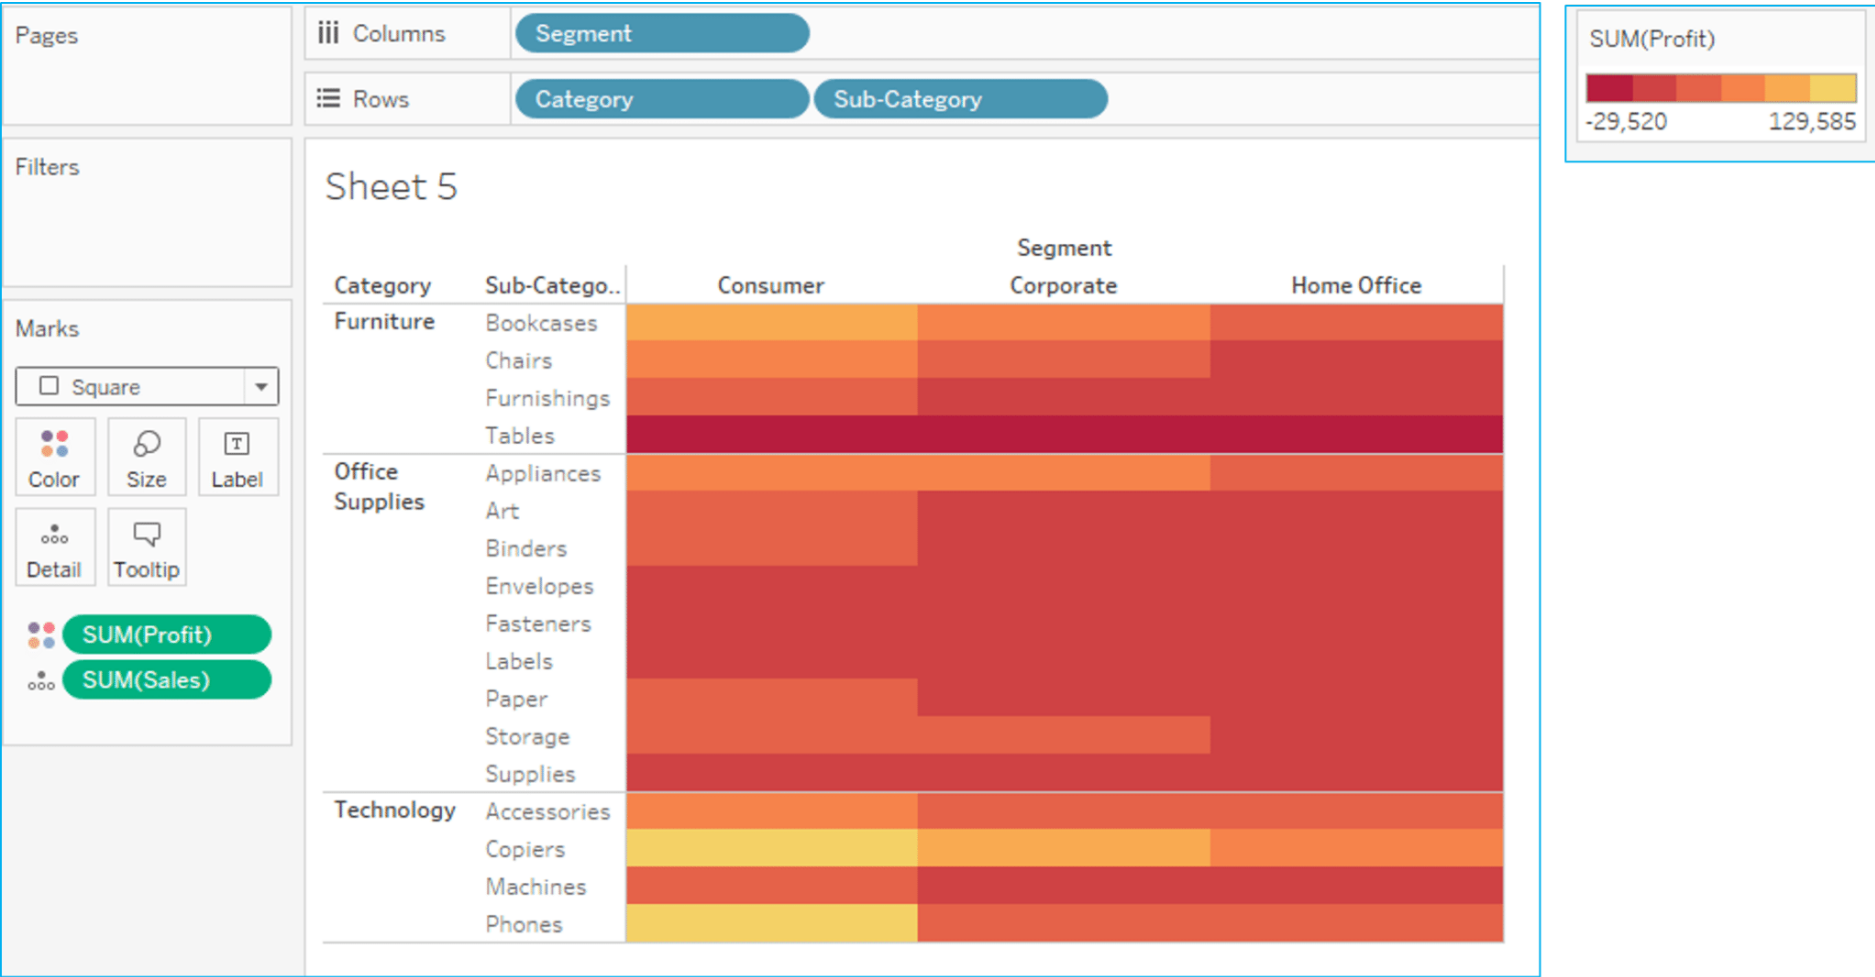 Pages
Columns
Segment
Rows
Category
Sub-Category
Filters
Marks
Square
Color
Size
Label
Detail
Tooltip
SUM(Profit)
SUM(Sales)
Sheet 5
Segment
Category Sub-Catego.. Consumer Corporate Home Office
Furniture Bookcases
Chairs
Furnishings
Tables
Office Appliances
Supplies Art
Binders
Envelopes
Fasteners
Labels
Paper
Storage
Supplies
Technology Accessories
Copiers
Machines
Phones
SUM(Profit)
-29,520 129,585